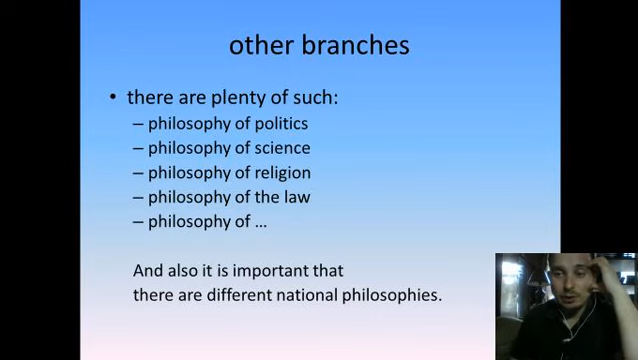 other branches
• there are plenty of such:
– philosophy of politics
– philosophy of science
– philosophy of religion
– philosophy of the law
– philosophy of ...
And also it is important that
there are different national philosophies.